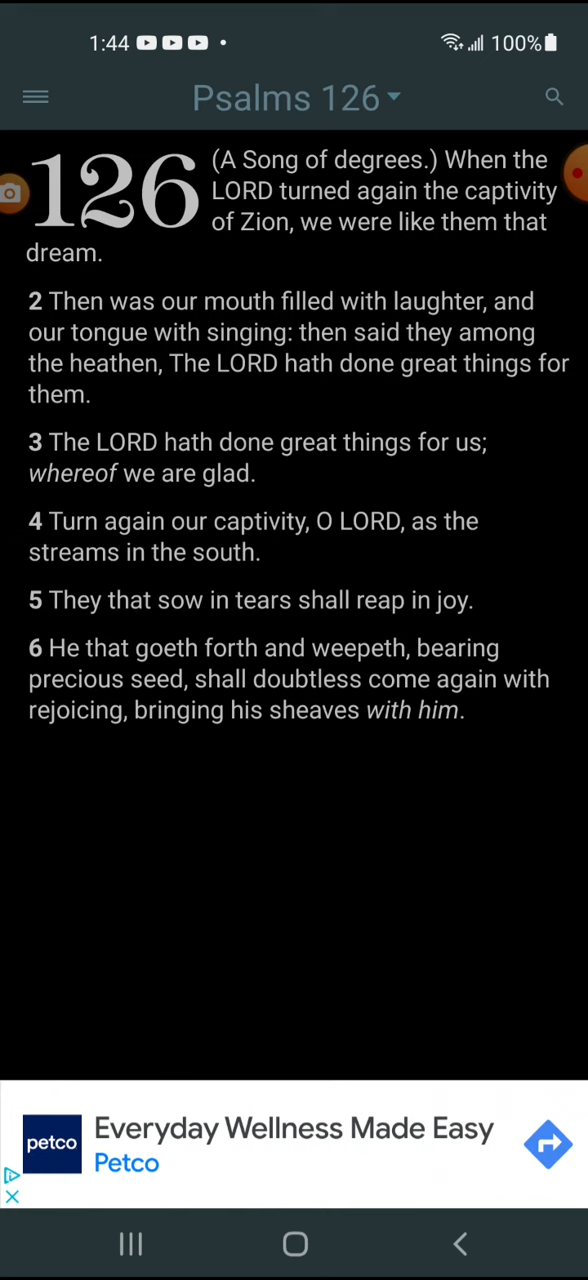 1:44
100%
Psalms 126
126 (A Song of degrees.) When the
LORD turned again the captivity
of Zion, we were like them that
dream.
2 Then was our mouth filled with laughter, and
our tongue with singing: then said they among
the heathen, The LORD hath done great things for
them.
3 The LORD hath done great things for us;
whereof we are glad.
4 Turn again our captivity, O LORD, as the
streams in the south.
5 They that sow in tears shall reap in joy.
6 He that goeth forth and weepeth, bearing
precious seed, shall doubtless come again with
rejoicing, bringing his sheaves with him.
petco
Everyday Wellness Made Easy
Petco